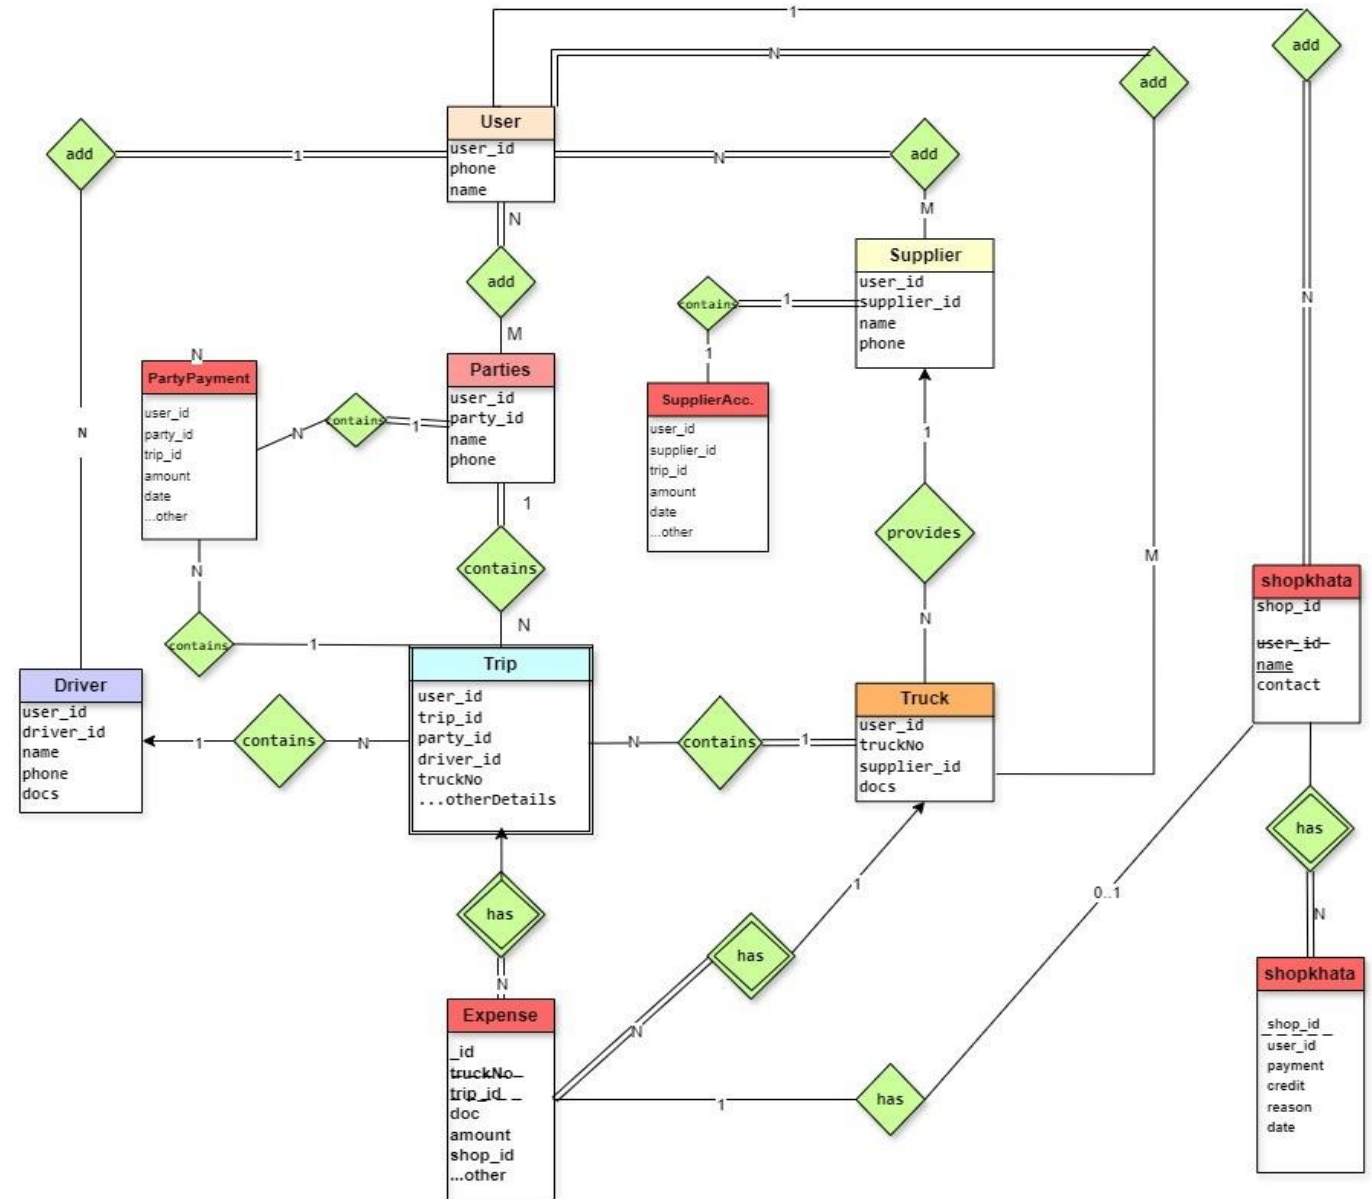 1
add
N
add
User
user_id
phone
name
add
1
N
add
N
M
add
M
Supplier
user_id
supplier_id
name
phone
contains
1
1
N
N
N
PartyPayment
user_id
party_id
trip_id
amount
date
...other
contains
1
N
Parties
user_id
party_id
name
phone
SupplierAcc.
user_id
supplier_id
trip_id
amount
date
...other
1
1
contains
N
provides
N
M
N
contains
1
shopkhata
shop_id
user_id
name
contact
Driver
user_id
driver_id
name
phone
docs
1
contains
N
Trip
user_id
trip_id
party_id
driver_id
truckNo
...otherDetails
N
contains
1
Truck
user_id
truckNo
supplier_id
docs
has
N
has
1
N
0..1
has
N
Expense
_id
truckNo
trip_id
doc
amount
shop_id
...other
1
has
shopkhata
shop_id
user_id
payment
credit
reason
date